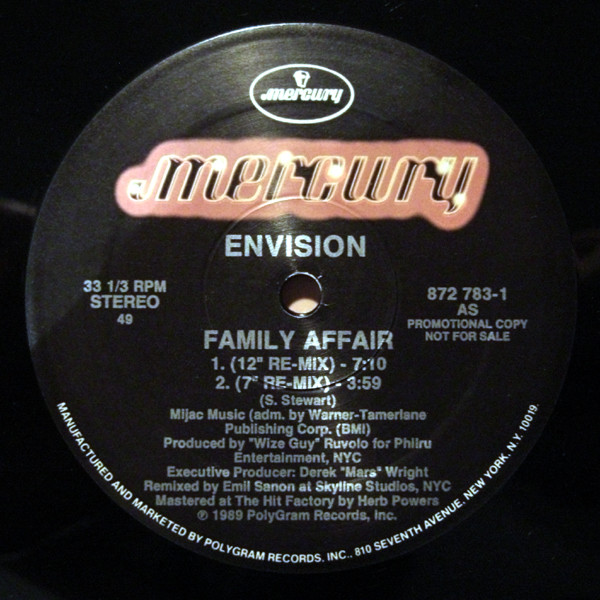 mercury
mercury
ENVISION
33 1/3 RPM
STEREO
49
872 783-1
AS
PROMOTIONAL COPY
NOT FOR SALE
FAMILY AFFAIR
1. (12" RE-MIX) - 7:10
2. (7" RE-MIX) - 3:59
(S. Stewart)
Mijac Music (adm. by Warner-Tamerlane
Publishing Corp. (BMI)
Produced by "Wize Guy" Ruvolo for Philru
Entertainment, NYC
Executive Producer: Derek "Mars" Wright
Remixed by Emil Sanon at Skyline Studios, NYC
Mastered at The Hit Factory by Herb Powers
℗ 1989 PolyGram Records, Inc.
MANUFACTURED AND MARKETED BY POLYGRAM RECORDS, INC., 810 SEVENTH AVENUE, NEW YORK, N.Y. 10019.